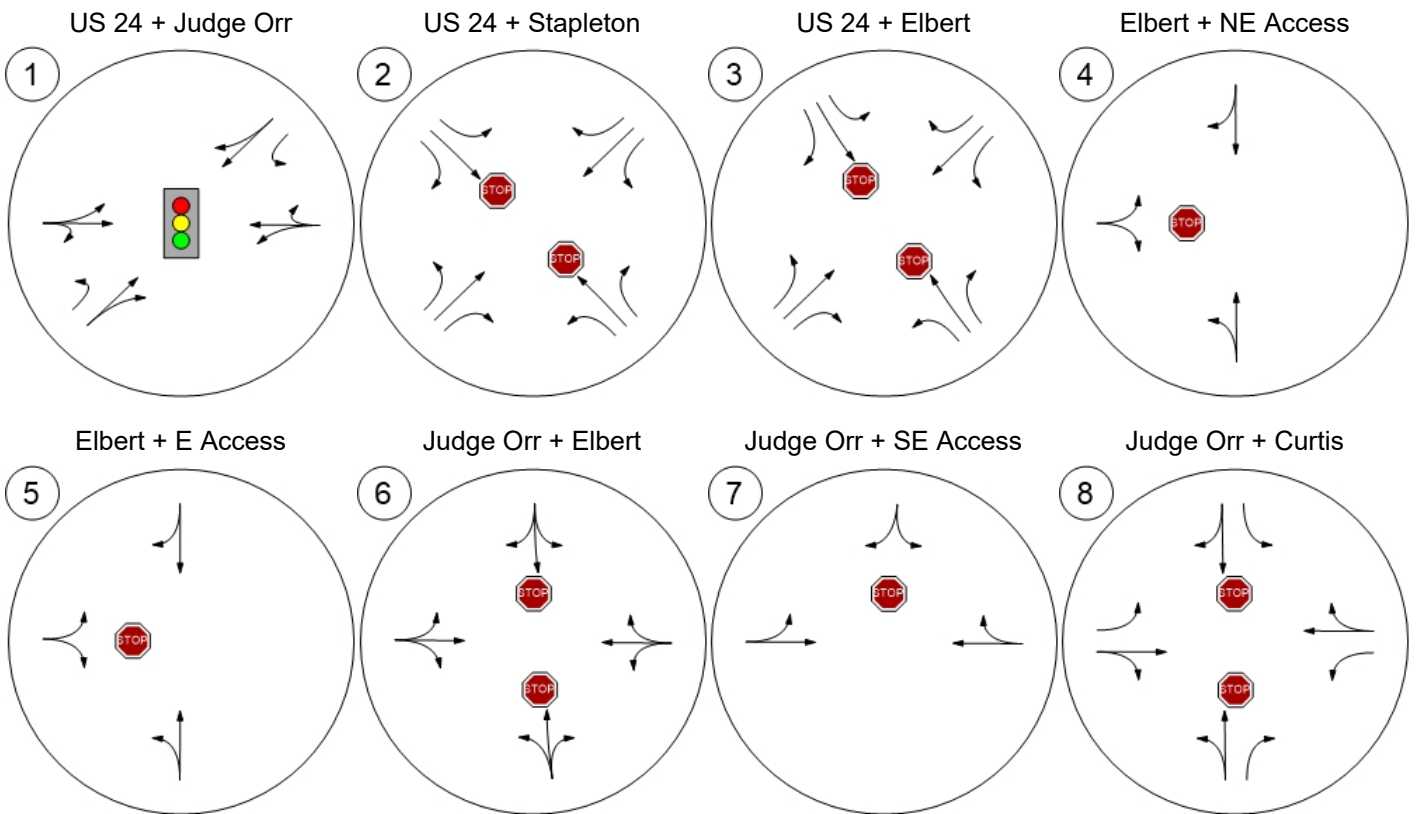 US 24 + Judge Orr
US 24 + Stapleton
US 24 + Elbert
Elbert + NE Access
1
2
3
4
STOP
STOP
STOP
STOP
STOP
Elbert + E Access
Judge Orr + Elbert
Judge Orr + SE Access
Judge Orr + Curtis
5
6
7
8
STOP
STOP
STOP
STOP
STOP
STOP